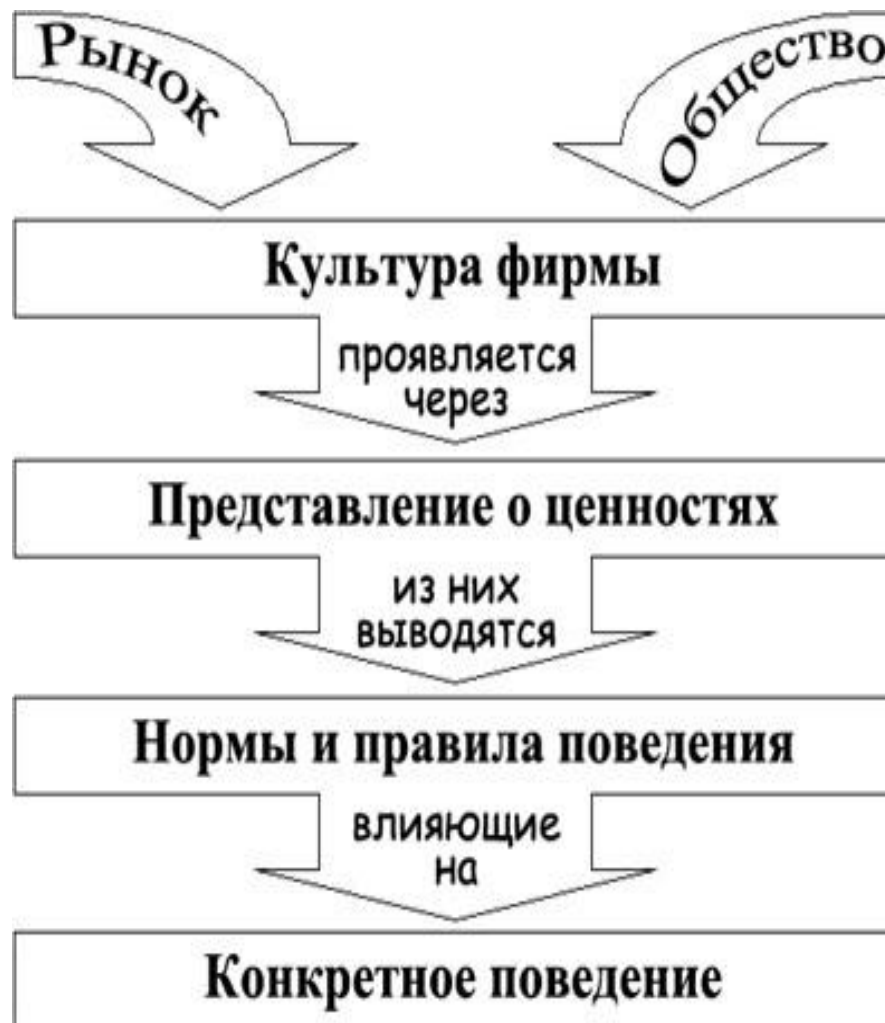 Рынок
Общество
Культура фирмы
проявляется
через
Представление о ценностях
из них
выводятся
Нормы и правила поведения
влияющие
на
Конкретное поведение